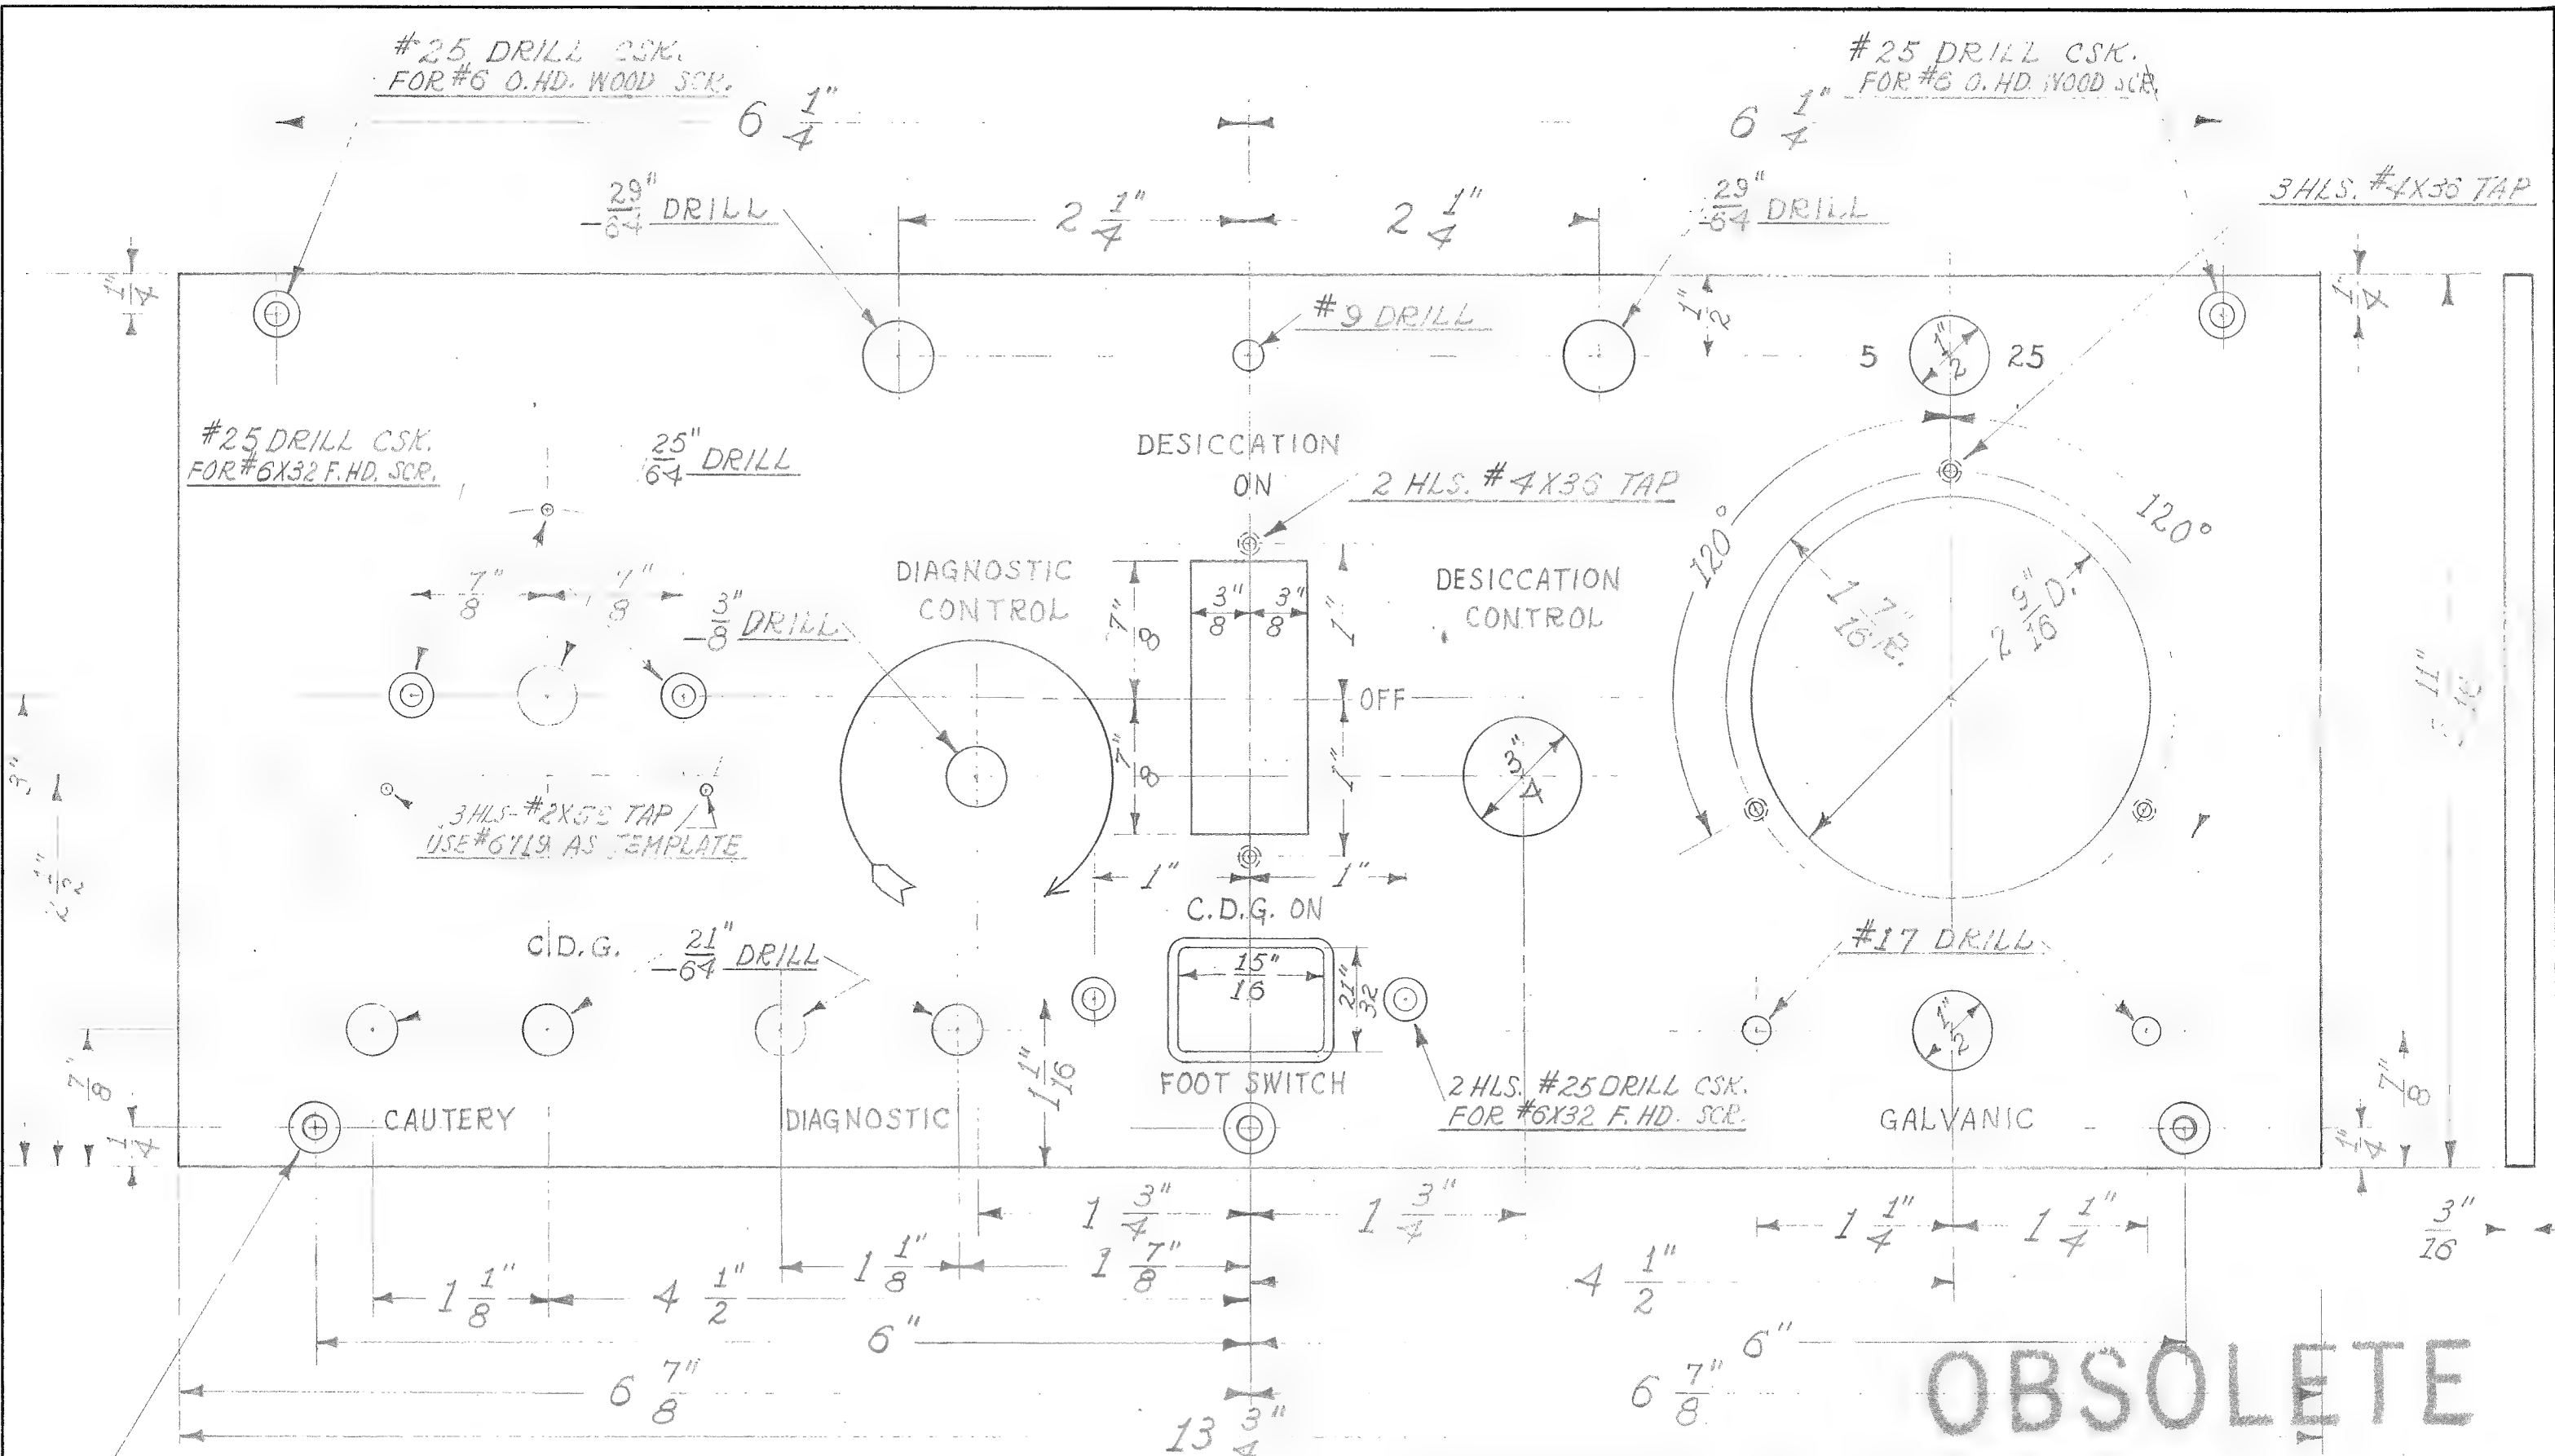 #25 DRILL CSK.
FOR #6 O.HD. WOOD SCR.
#25 DRILL CSK.
FOR #6 O.HD. WOOD SCR.
6 1/4"
6 1/4"
29/64" DRILL
2 1/4"
2 1/4"
29/64" DRILL
3 HLS. #4X36 TAP
1/4"
#9 DRILL
1/2"
5
1/2"
25
1/4"
#25 DRILL CSK.
FOR #6X32 F.HD. SCR.
25/64" DRILL
DESICCATION
ON
2 HLS. #4X36 TAP
120°
120°
7/8"
7/8"
3/8" DRILL
DIAGNOSTIC
CONTROL
7/8"
3/8"
3/8"
1"
DESICCATION
CONTROL
1 7/16" R.
2 9/16" D.
OFF
7/8"
1"
3/4"
11"
3"
3 HLS-#2X56 TAP
USE #6719 AS TEMPLATE
1"
1"
C.D.G. ON
C.D.G.
21/64" DRILL
15/16"
21"/32
#17 DRILL
1/2"
7/8"
1 1/16"
FOOT SWITCH
2 HLS. #25 DRILL CSK.
FOR #6X32 F.HD. SCR.
7/8"
1/4"
CAUTERY
DIAGNOSTIC
GALVANIC
1/4"
1 3/4"
1 3/4"
1 1/4"
1 1/4"
3/16"
1 1/8"
1 7/8"
4 1/2"
1 1/8"
4 1/2"
6"
6"
6 7/8"
6 7/8"
13 3/4"
OBSOLETE